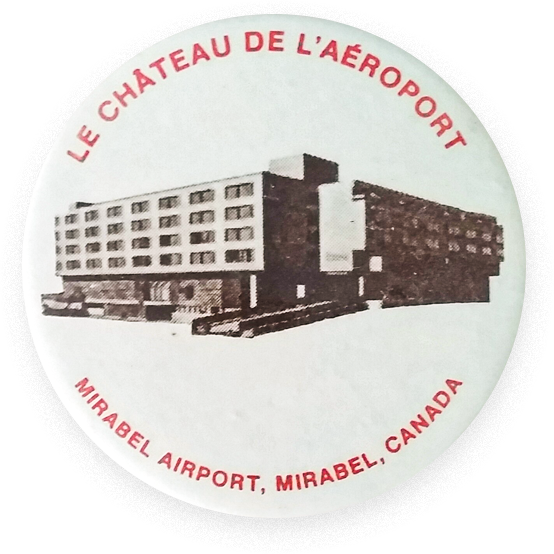 LE CHÂTEAU DE L'AÉROPORT
MIRABEL AIRPORT, MIRABEL, CANADA